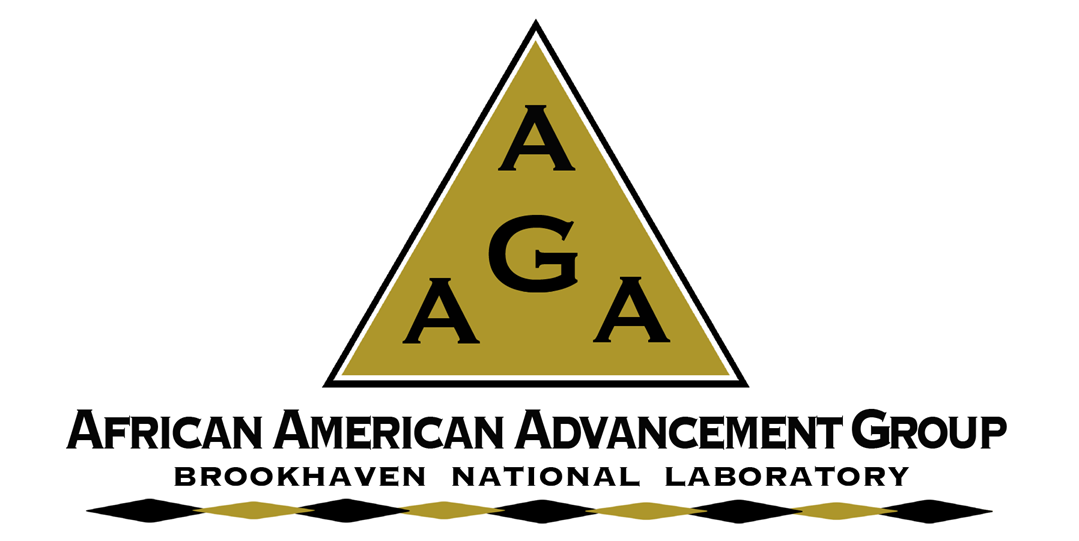 A
G
A A
AFRICAN AMERICAN ADVANCEMENT GROUP
BROOKHAVEN NATIONAL LABORATORY